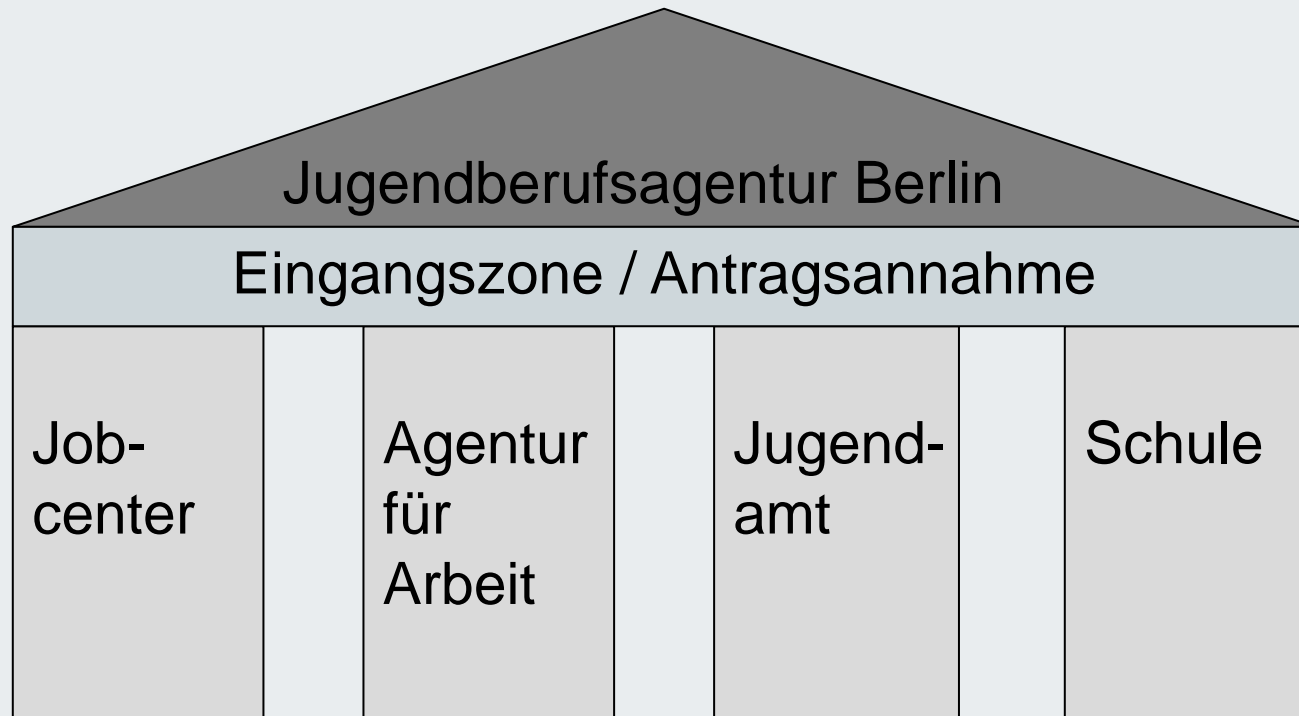 Jugendberufsagentur Berlin
Eingangszone / Antragsannahme
Job-
center
Agentur
für
Arbeit
Jugend-
amt
Schule